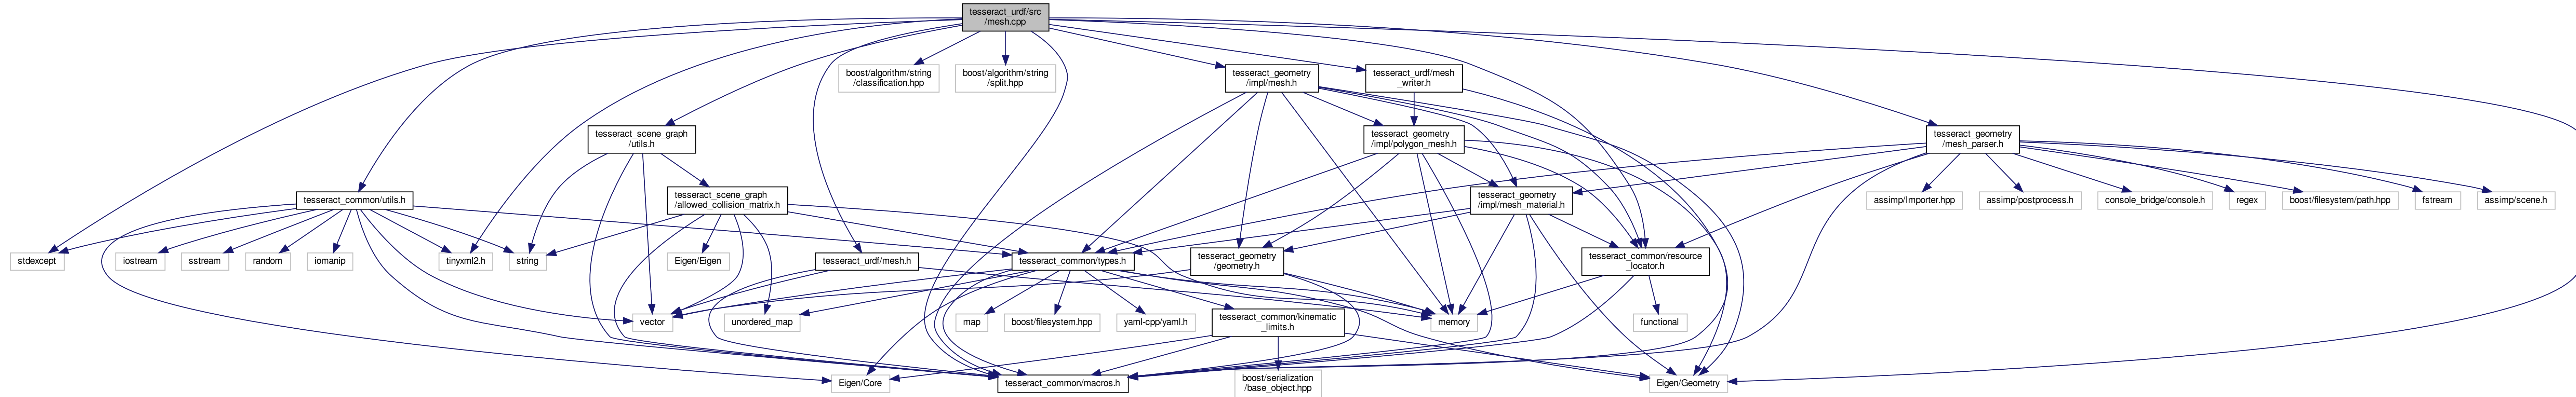 tesseract_urdf/src
/mesh.cpp
boost/algorithm/string
/classification.hpp
boost/algorithm/string
/split.hpp
tesseract_geometry
/impl/mesh.h
tesseract_urdf/mesh
_writer.h
tesseract_scene_graph
/utils.h
tesseract_geometry
/impl/polygon_mesh.h
tesseract_geometry
/mesh_parser.h
tesseract_common/utils.h
tesseract_scene_graph
/allowed_collision_matrix.h
tesseract_geometry
/impl/mesh_material.h
assimp/Importer.hpp
assimp/postprocess.h
console_bridge/console.h
regex
boost/filesystem/path.hpp
fstream
assimp/scene.h
stdexcept
iostream
sstream
random
iomanip
tinyxml2.h
string
Eigen/Eigen
tesseract_urdf/mesh.h
tesseract_common/types.h
tesseract_geometry
/geometry.h
tesseract_common/resource
_locator.h
vector
unordered_map
map
boost/filesystem.hpp
yaml-cpp/yaml.h
tesseract_common/kinematic
_limits.h
memory
functional
Eigen/Core
tesseract_common/macros.h
boost/serialization
/base_object.hpp
Eigen/Geometry